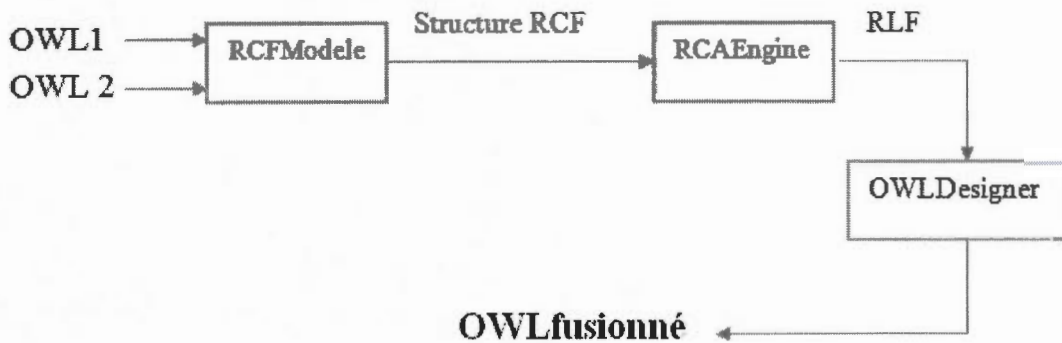 OWL1
OWL 2
RCFModele
Structure RCF
RCAEngine
RLF
OWLDesigner
OWLfusionné